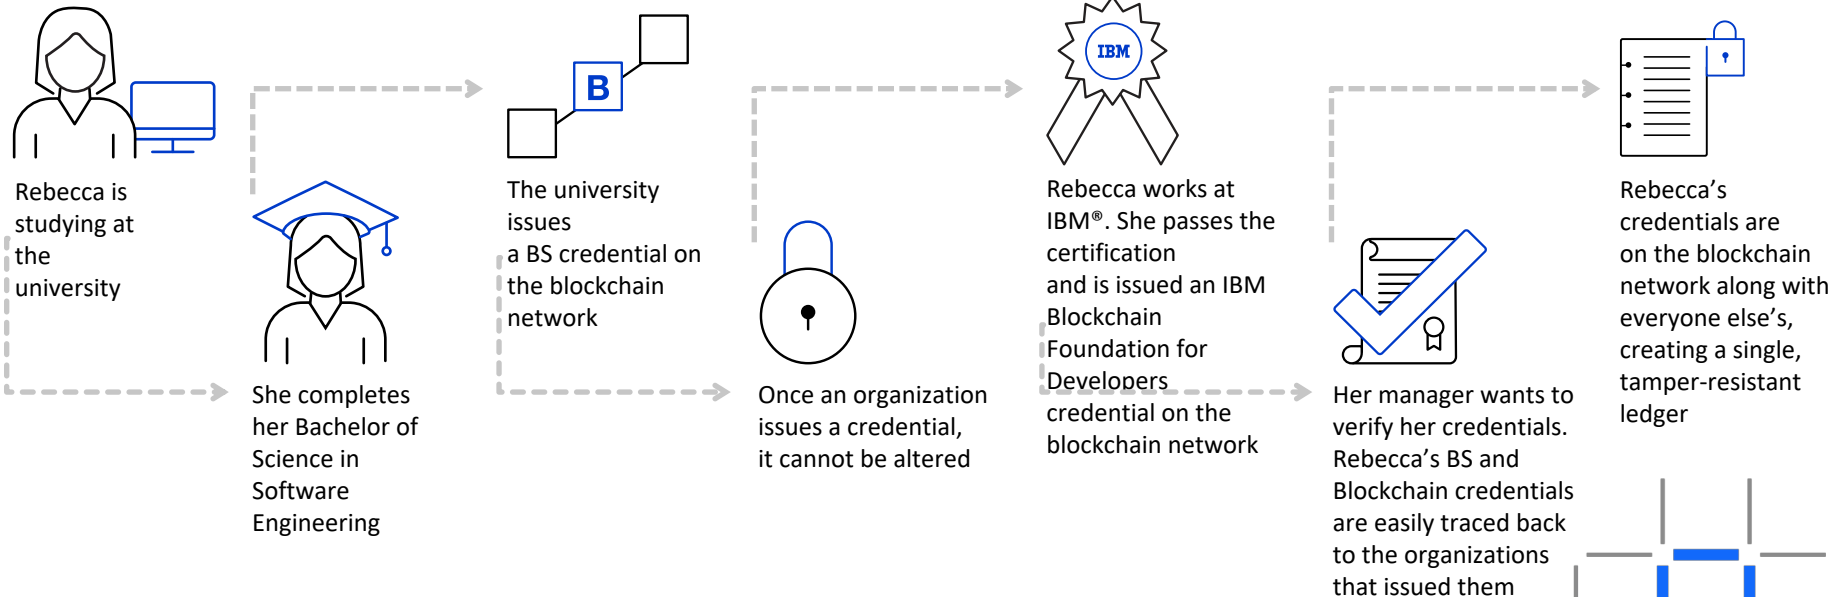 Rebecca is
studying at
the
university
She completes
her Bachelor of
Science in
Software
Engineering
B
The university
issues
a BS credential on
the blockchain
network
Once an organization
issues a credential,
it cannot be altered
IBM
Rebecca works at
IBM®. She passes the
certification
and is issued an IBM
Blockchain
Foundation for
Developers
credential on the
blockchain network
Her manager wants to
verify her credentials.
Rebecca's BS and
Blockchain credentials
are easily traced back
to the organizations
that issued them
Rebecca’s
credentials are
on the blockchain
network along with
everyone else's,
creating a single,
tamper-resistant
ledger